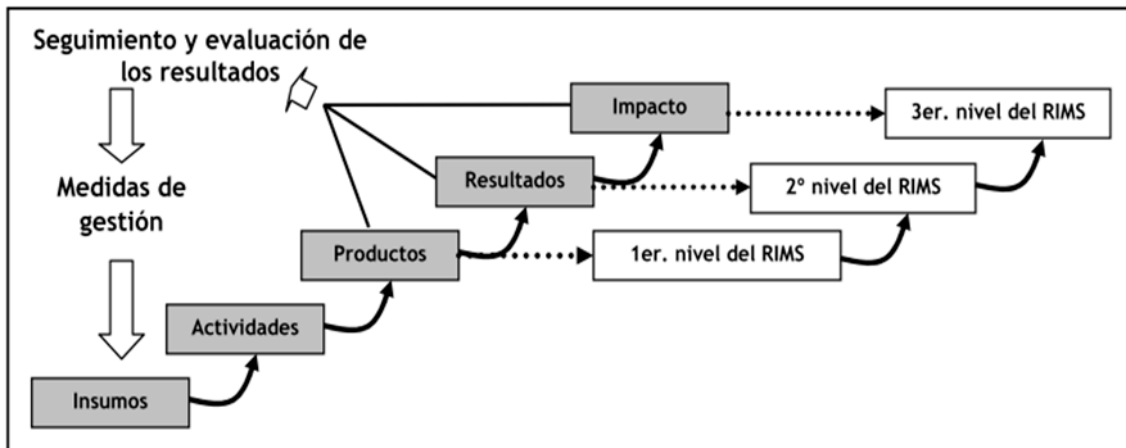 Seguimiento y evaluación de
los resultados
Impacto
3er. nivel del RIMS
Medidas de
gestión
Resultados
2º nivel del RIMS
Productos
1er. nivel del RIMS
Actividades
Insumos